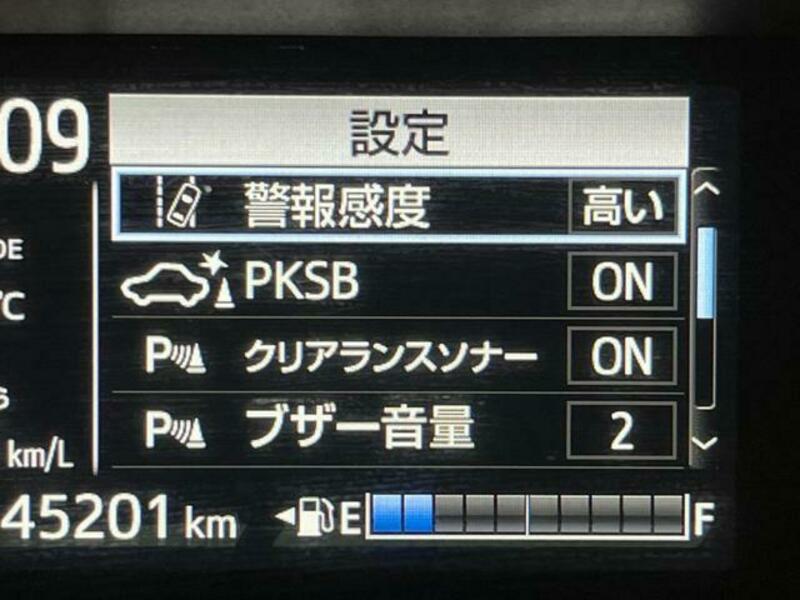 09
設定
警報感度 高い
PKSB ON
クリアランスソナー ON
ブザー音量 2
DE
°C
km/L
45201 km
E F